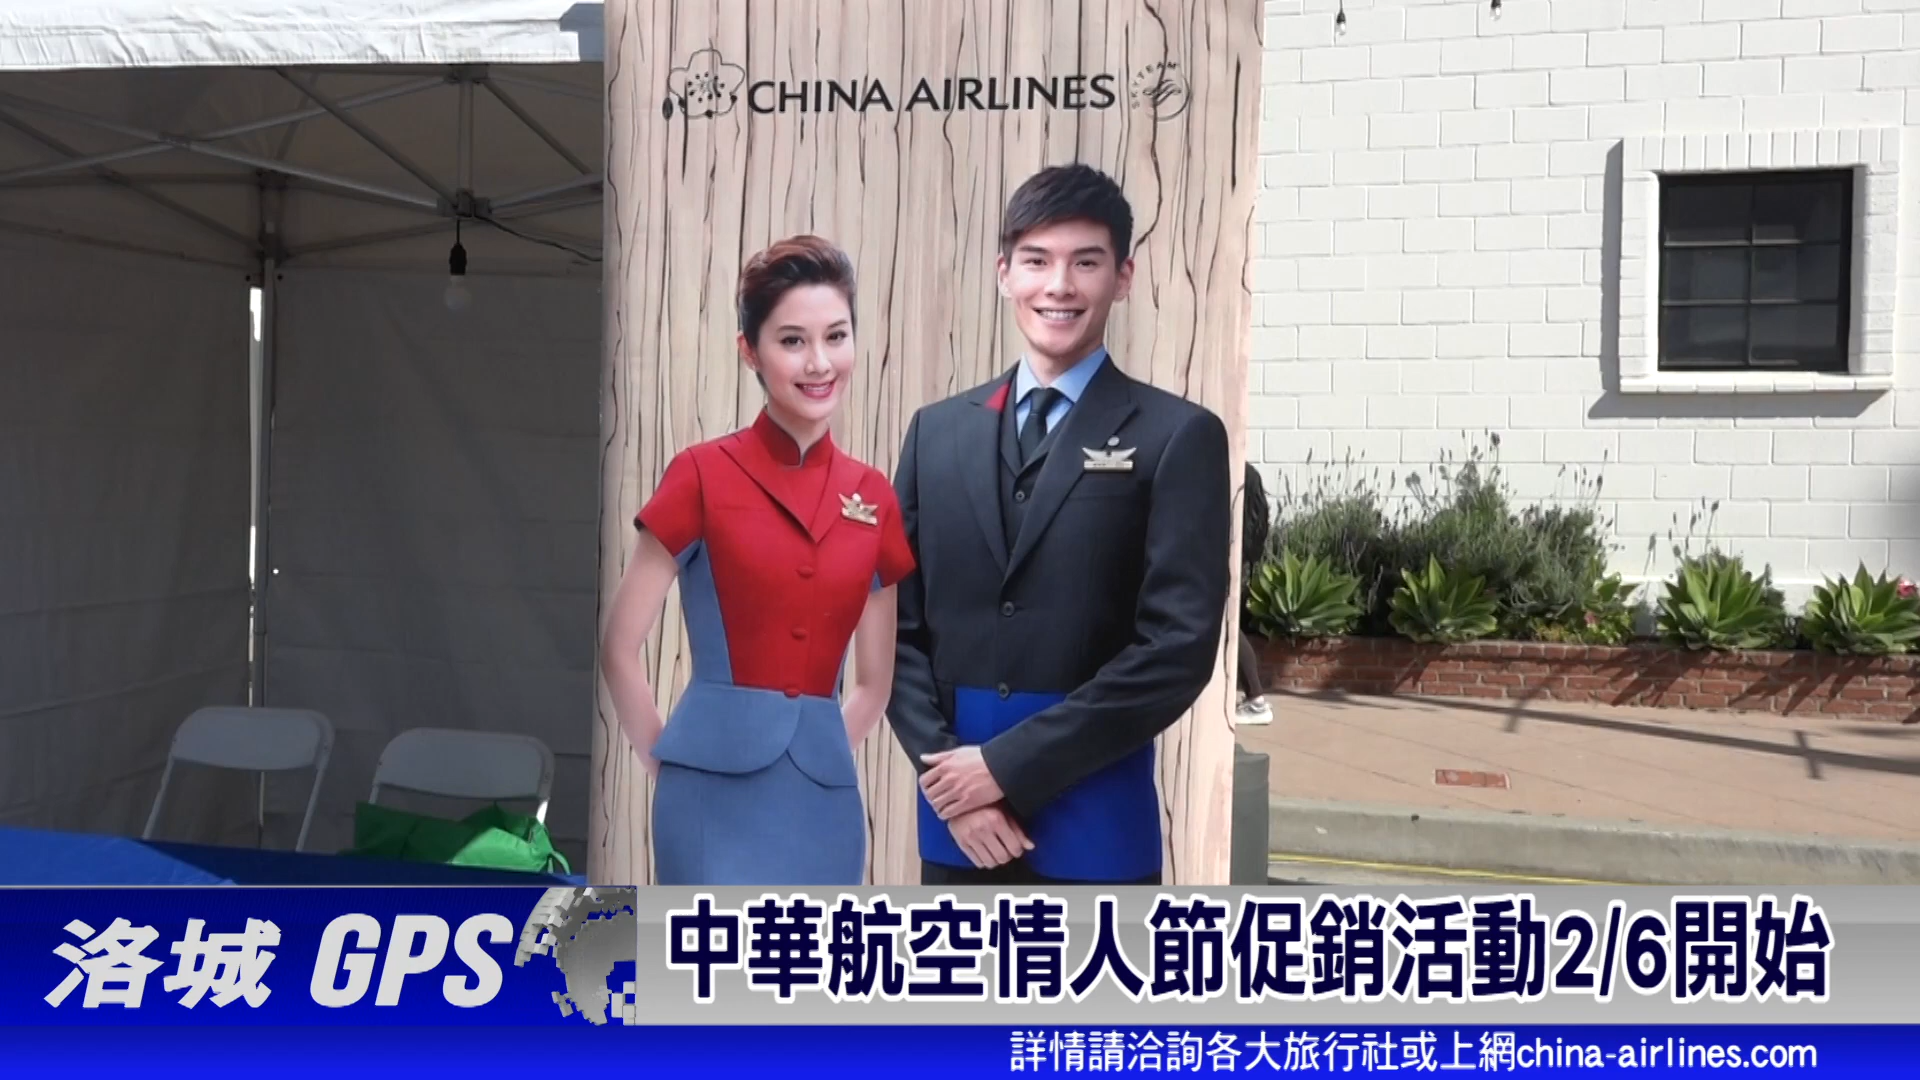 CHINA AIRLINES
SKYTEAM
洛城 GPS
中華航空情人節促銷活動2/6開始
詳情請洽詢各大旅行社或上網china-airlines.com